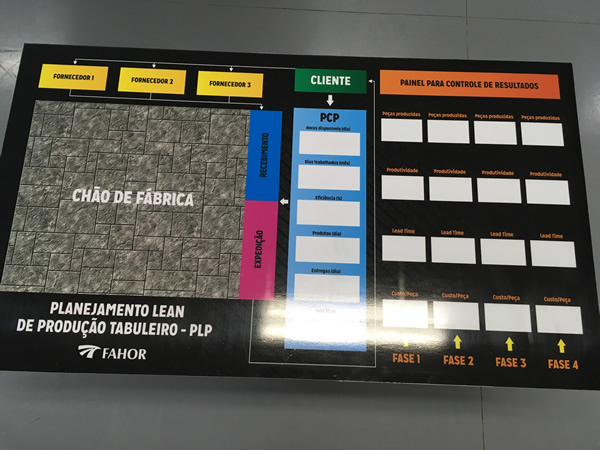 FORNECEDOR 1
FORNECEDOR 2
FORNECEDOR 3
CLIENTE
PAINEL PARA CONTROLE DE RESULTADOS
CHÃO DE FÁBRICA
RECEBIMENTO
EXPEDIÇÃO
PCP
Horas disponíveis (dia)
Dias trabalhados (mês)
Eficiência (%)
Produtos (dia)
Entregas (dia)
Peças produzidas
Peças produzidas
Peças produzidas
Peças produzidas
Produtividade
Produtividade
Produtividade
Produtividade
Lead Time
Lead Time
Lead Time
Lead Time
Custo/Peça
Custo/Peça
Custo/Peça
Custo/Peça
FASE 1
FASE 2
FASE 3
FASE 4
PLANEJAMENTO LEAN
DE PRODUÇÃO TABULEIRO - PLP
FAHOR